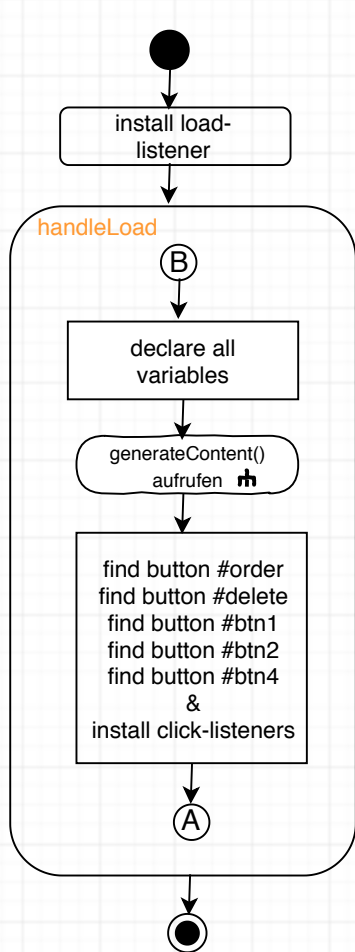 install load-
listener
handleLoad
B
declare all
variables
generateContent()
aufrufen
find button #order
find button #delete
find button #btn1
find button #btn2
find button #btn4
&
install click-listeners
A